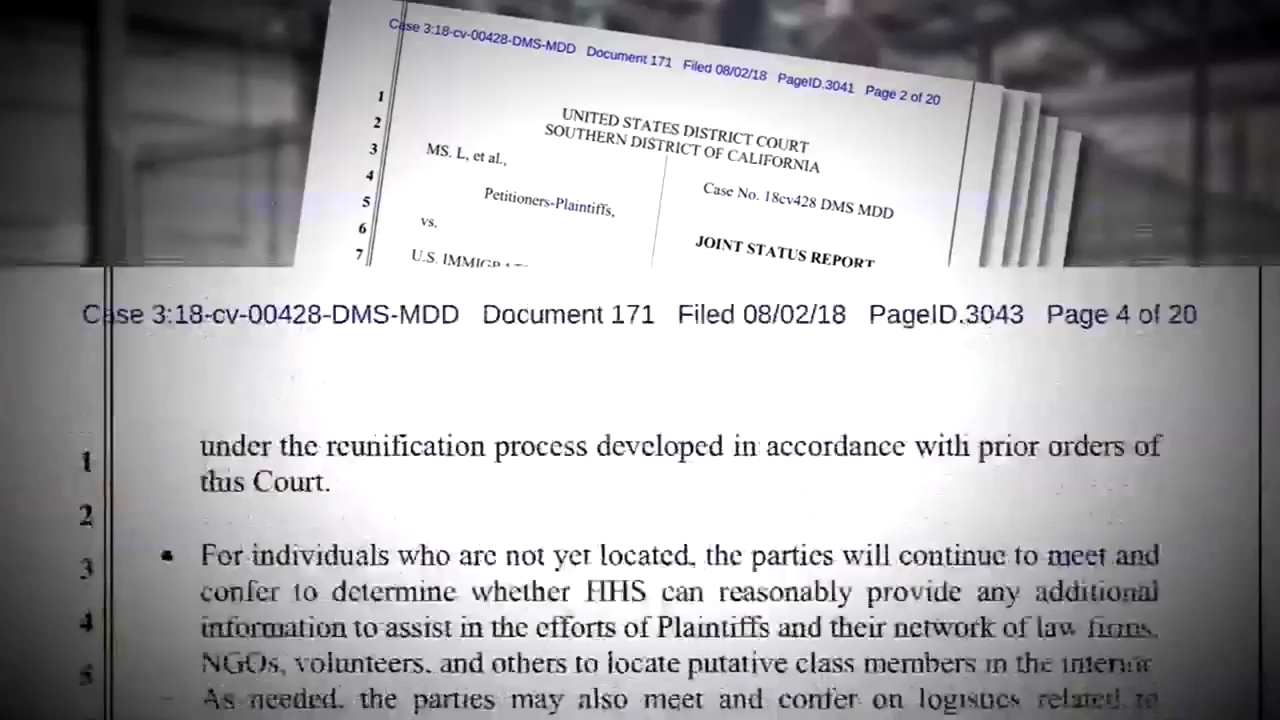 Case 3:18-cv-00428-DMS-MDD Document 171 Filed 08/02/18 PageID.3041 Page 2 of 20
1
2
3
4
5
6
7
UNITED STATES DISTRICT COURT
SOUTHERN DISTRICT OF CALIFORNIA
MS. L, et al.,
Petitioners-Plaintiffs,
vs.
U.S.
Case No. 18cv428 DMS MDD
JOINT STATUS REPORT
Case 3:18-cv-00428-DMS-MDD Document 171 Filed 08/02/18 PageID.3043 Page 4 of 20
1
2
3
4
5
under the reunification process developed in accordance with prior orders of
this Court.
• For individuals who are not yet located, the parties will continue to meet and
confer to determine whether HHS can reasonably provide any additional
information to assist in the efforts of Plaintiffs and their network of law firms,
NGOs, volunteers, and others to locate putative class members in the
As needed, the parties may also meet and confer on logistics related to